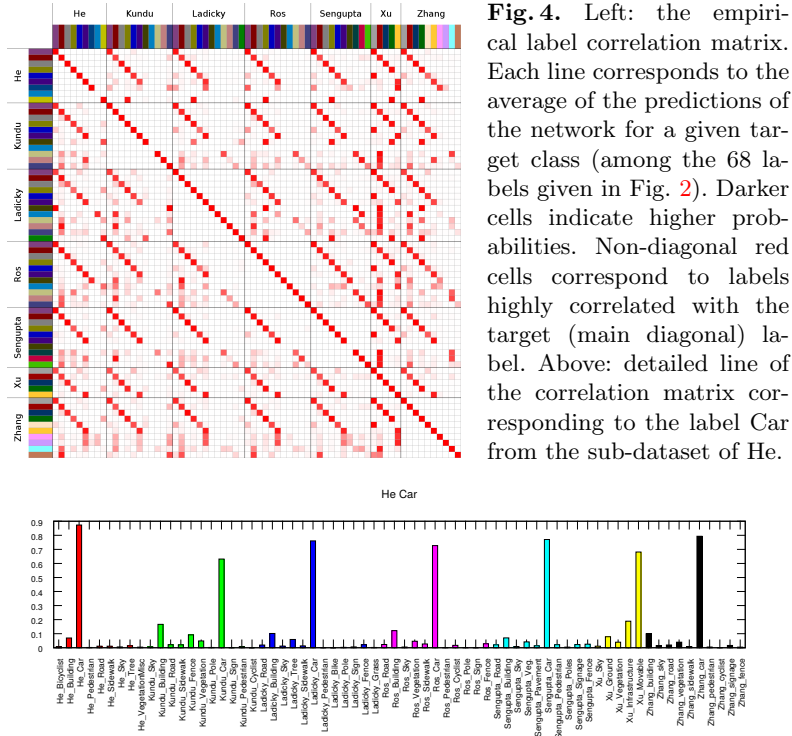 He Kundu Ladicky Ros Sengupta Xu Zhang
He
Kundu
Ladicky
Ros
Sengupta
Xu
Zhang
Fig. 4. Left: the empiri-
cal label correlation matrix.
Each line corresponds to the
average of the predictions of
the network for a given tar-
get class (among the 68 la-
bels given in Fig. 2). Darker
cells indicate higher prob-
abilities. Non-diagonal red
cells correspond to labels
highly correlated with the
target (main diagonal) la-
bel. Above: detailed line of
the correlation matrix cor-
responding to the label Car
from the sub-dataset of He.
He Car
0.9
0.8
0.7
0.6
0.5
0.4
0.3
0.2
0.1
0
He_Bicyclist
He_Building
He_Car
He_Pedestrian
He_Road
He_Sidewalk
He_Sky
He_Tree
He_VegetationMisc
Kundu_Sky
Kundu_Building
Kundu_Road
Kundu_Sidewalk
Kundu_Fence
Kundu_Vegetation
Kundu_Pole
Kundu_Car
Kundu_Sign
Kundu_Pedestrian
Kundu_Cyclist
Ladicky_Road
Ladicky_Building
Ladicky_Sky
Ladicky_Tree
Ladicky_Sidewalk
Ladicky_Car
Ladicky_Pedestrian
Ladicky_Bike
Ladicky_Pole
Ladicky_Sign
Ladicky_Fence
Ladicky_Grass
Ros_Road
Ros_Building
Ros_Sky
Ros_Vegetation
Ros_Sidewalk
Ros_Car
Ros_Pedestrian
Ros_Cyclist
Ros_Pole
Ros_Sign
Ros_Fence
Sengupta_Road
Sengupta_Building
Sengupta_Sky
Sengupta_Veg.
Sengupta_Pavement
Sengupta_Car
Sengupta_Pedestrian
Sengupta_Poles
Sengupta_Signage
Sengupta_Fence
Xu_Sky
Xu_Ground
Xu_Vegetation
Xu_Infrastructure
Xu_Movable
Zhang_building
Zhang_sky
Zhang_road
Zhang_vegetation
Zhang_sidewalk
Zhang_car
Zhang_pedestrian
Zhang_cyclist
Zhang_signage
Zhang_fence